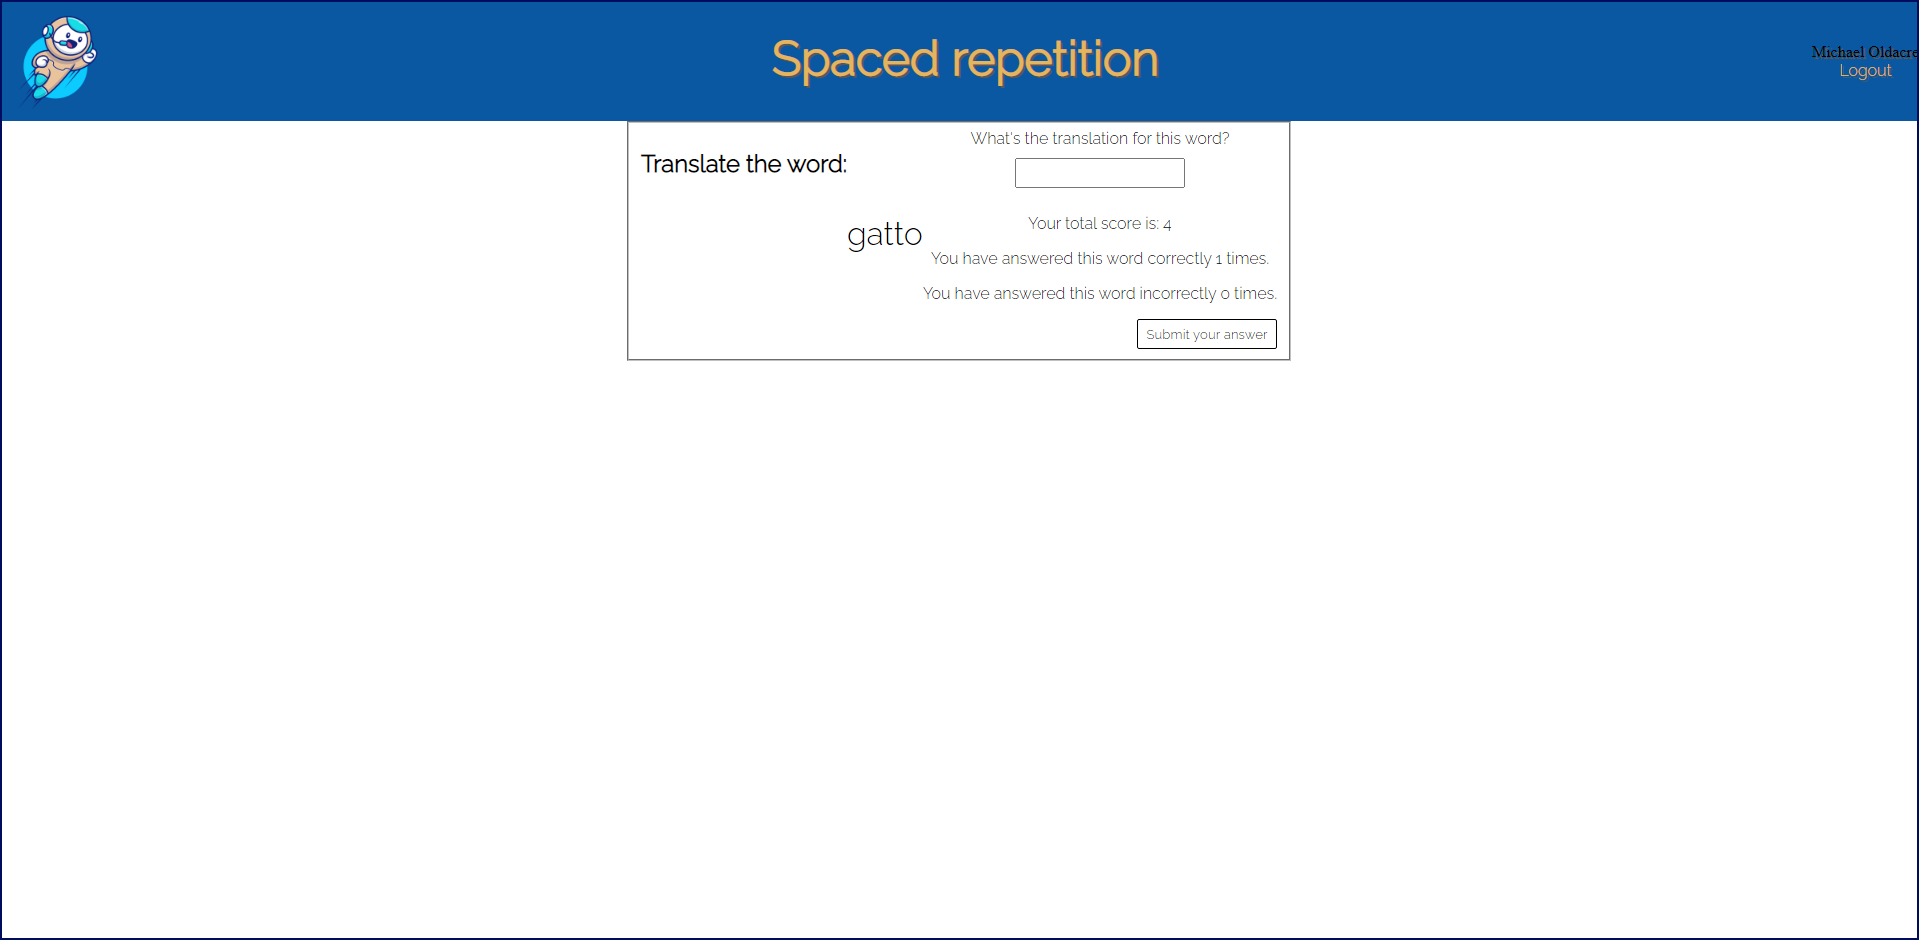 Spaced repetition
Michael Oldacre
Logout
Translate the word:
gatto
What's the translation for this word?
Your total score is: 4
You have answered this word correctly 1 times.
You have answered this word incorrectly 0 times.
Submit your answer